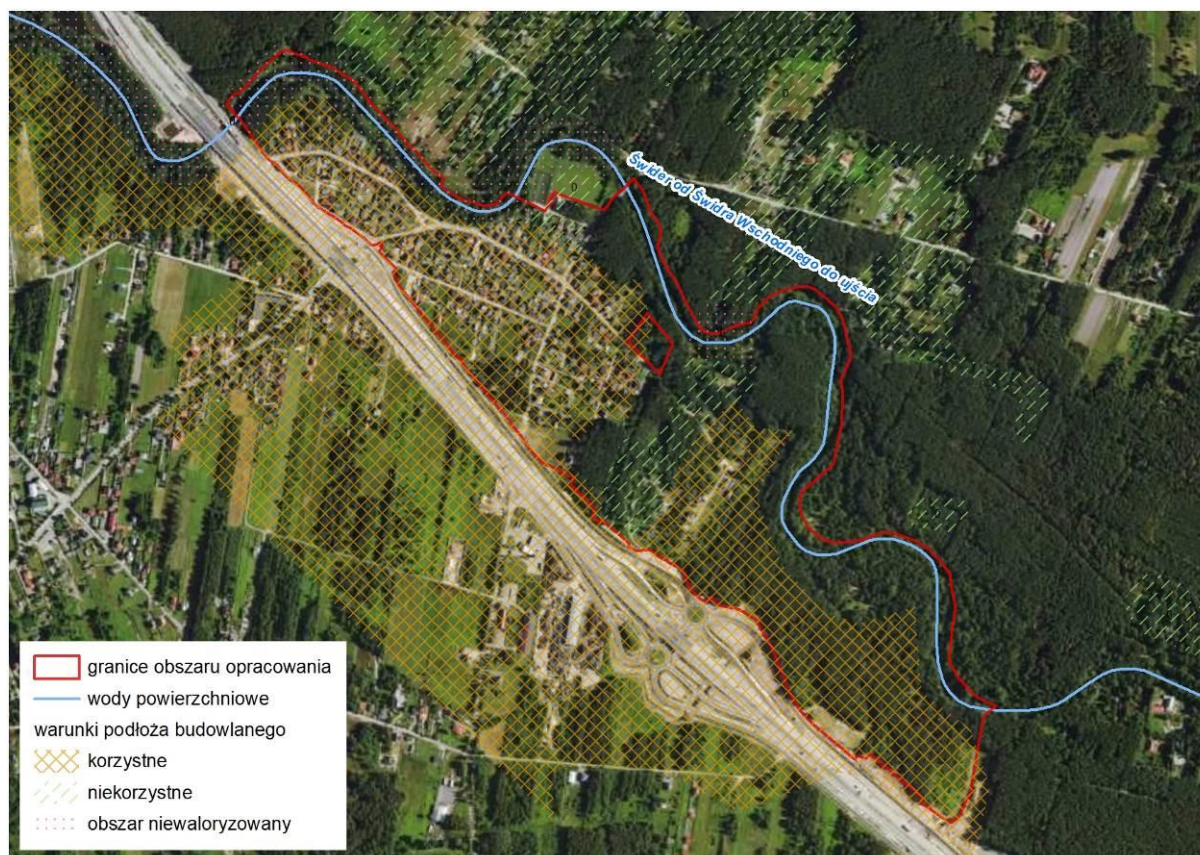 Świder od Świdra Wschodniego do ujścia
granice obszaru opracowania
wody powierzchniowe
warunki podłoża budowlanego
korzystne
niekorzystne
obszar niewaloryzowany